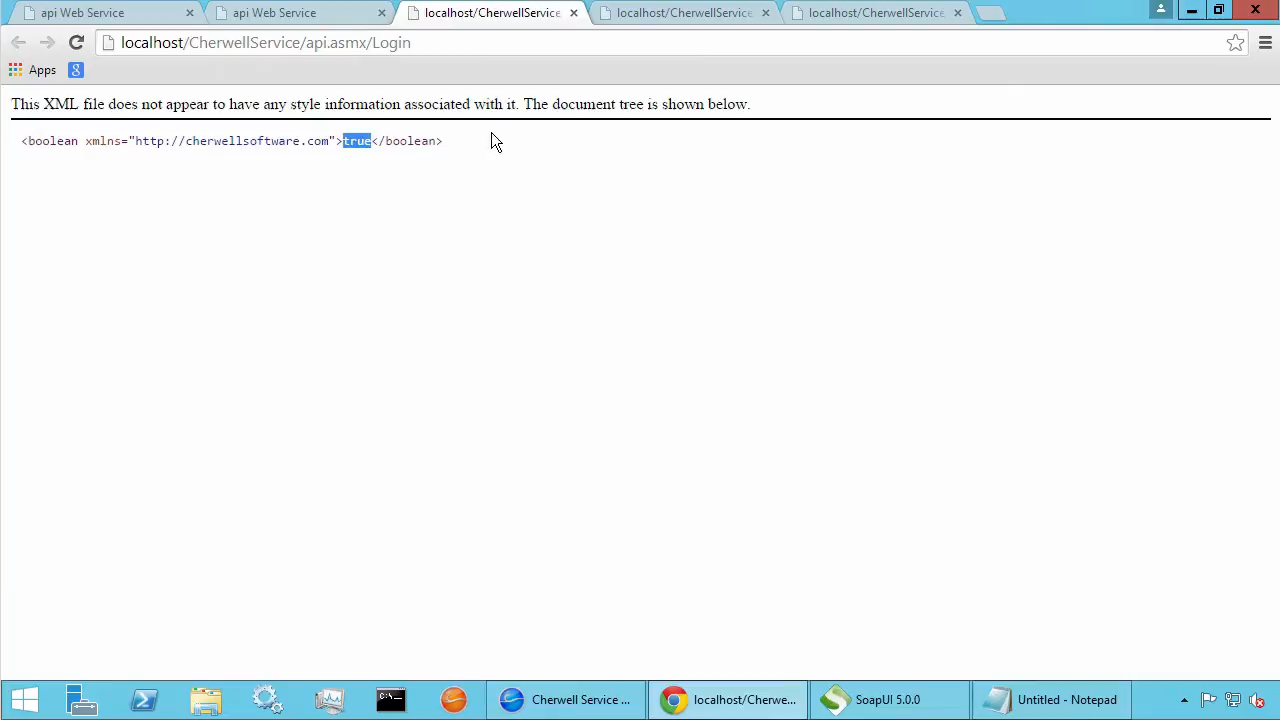 api Web Service
api Web Service
localhost/CherwellService
localhost/CherwellService
localhost/CherwellService
localhost/CherwellService/api.asmx/Login
Apps
g
This XML file does not appear to have any style information associated with it. The document tree is shown below.
<boolean xmlns="http://cherwellsoftware.com">true</boolean>
C:\.
Cherwell Service ...
localhost/Cherwe...
SoapUI 5.0.0
Untitled - Notepad